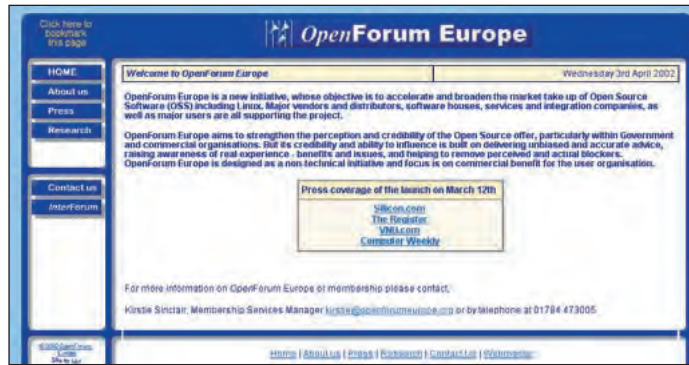 Click here to
bookmark
this page
OpenForum Europe
HOME
About us
Press
Research
Contact us
InterForum
Welcome to OpenForum Europe
Wednesday 3rd April 2002
OpenForum Europe is a new initiative, whose objective is to accelerate and broaden the market take up of Open Source
Software (OSS) including Linux. Major vendors and distributors, software houses, services and integration companies, as
well as major users are all supporting the project.
OpenForum Europe aims to strengthen the perception and credibility of the Open Source offer, particularly within Government
and commercial organisations. But its credibility and ability to influence is built on delivering unbiased and accurate advice,
raising awareness of real experience - benefits and issues, and helping to remove perceived and actual blockers.
OpenForum Europe is designed as a non-technical initiative and focus is on commercial benefit for the user organisation.
Press coverage of the launch on March 12th
Silicon.com
The Register
VNU.com
Computer Weekly
For more information on OpenForum Europe or membership please contact,
Kirstie Sinclair, Membership Services Manager kirstie@openforumeurope.org or by telephone at 01784 473005
©2002 OpenForum
Europe
Home | About us | Press | Research | Contact Us | Webmaster